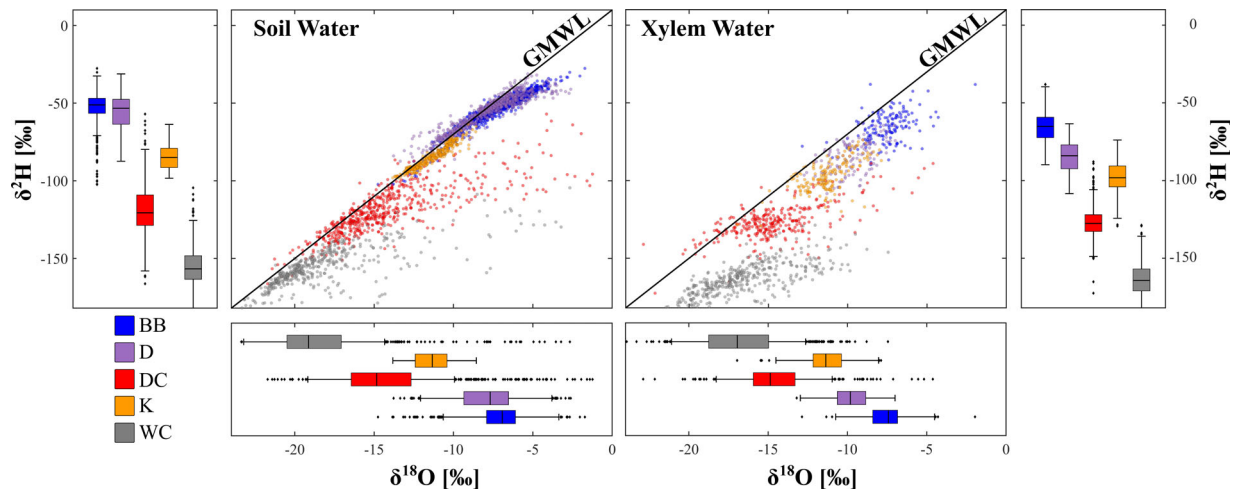 Soil Water
GMWL
Xylem Water
GMWL
0
-50
-100
-150
δ²H [‰]
0
-50
-100
-150
δ²H [‰]
BB
D
DC
K
WC
-20 -15 -10 -5 0
δ¹⁸O [‰]
-20 -15 -10 -5 0
δ¹⁸O [‰]